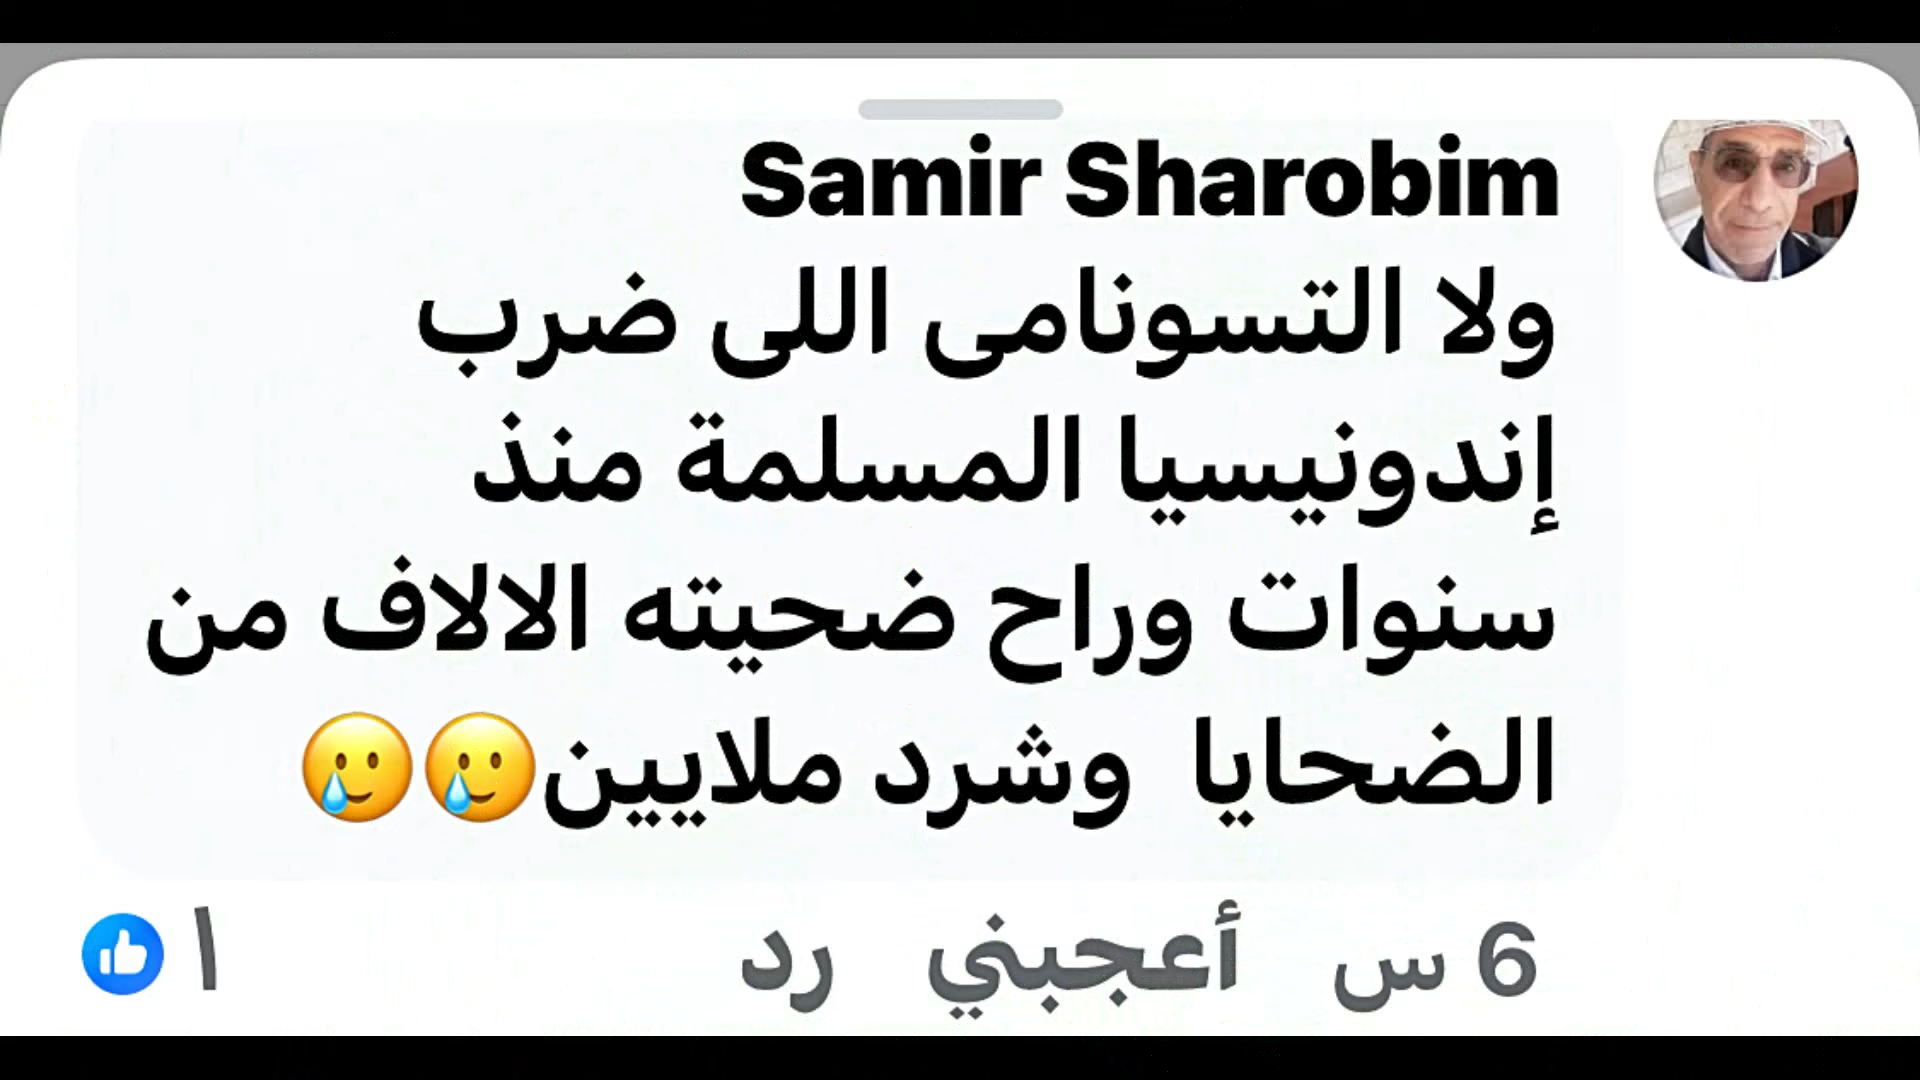 Samir Sharobim
ولا التسونامى اللى ضرب
إندونيسيا المسلمة منذ
سنوات وراح ضحيته الالاف من
الضحايا  وشرد ملايين🥲🥲
6 س أعجبني رد ١